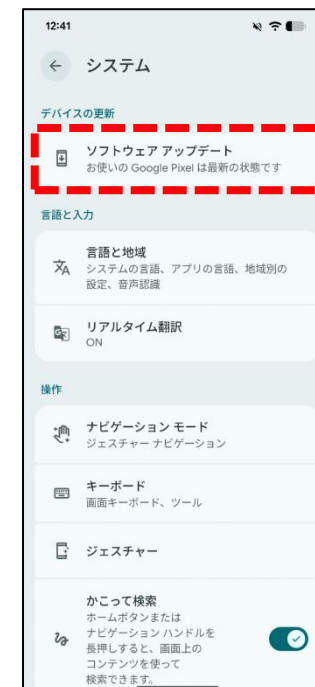 12:41
システム
デバイスの更新
ソフトウェア アップデート
お使いの Google Pixel は最新の状態です
言語と入力
言語と地域
システムの言語、アプリの言語、地域別の
設定、音声認識
リアルタイム翻訳
ON
操作
ナビゲーション モード
ジェスチャー ナビゲーション
キーボード
画面キーボード、ツール
ジェスチャー
かこって検索
ホームボタンまたは
ナビゲーション ハンドルを
長押しすると、画面上の
コンテンツを使って
検索できます。